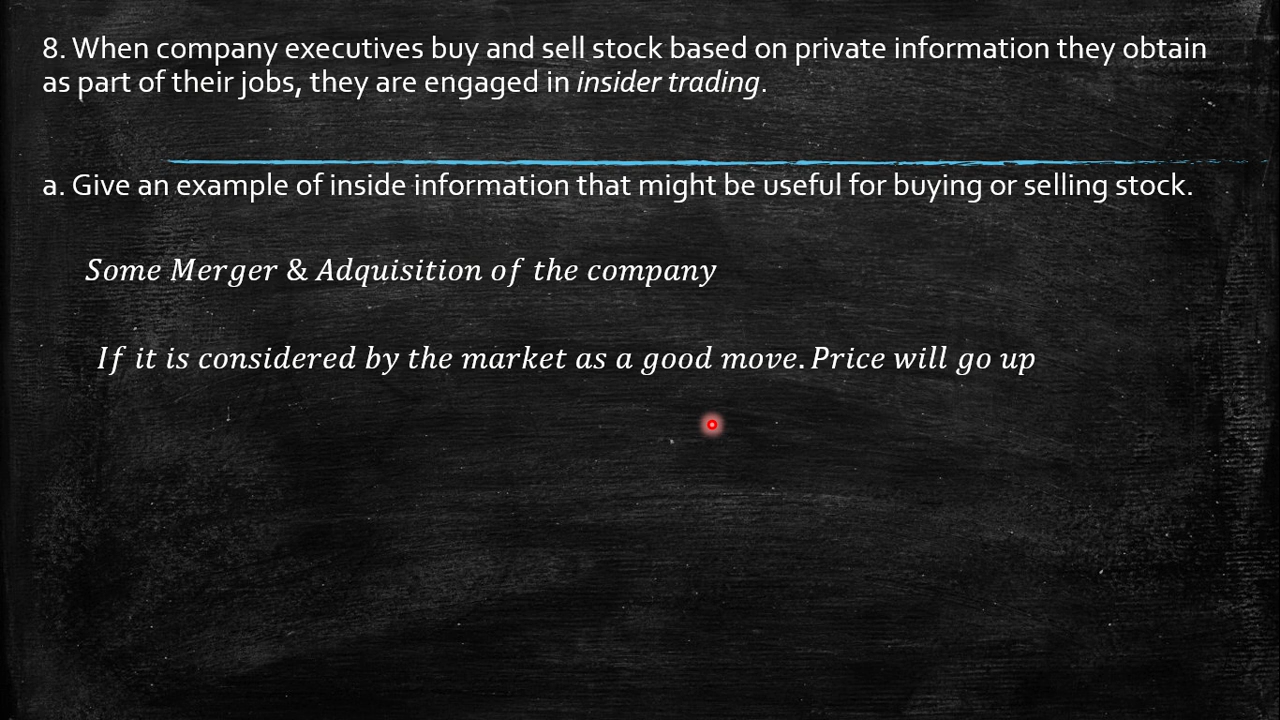 8. When company executives buy and sell stock based on private information they obtain
as part of their jobs, they are engaged in insider trading.
a. Give an example of inside information that might be useful for buying or selling stock.
Some Merger & Adquisition of the company
If it is considered by the market as a good move. Price will go up